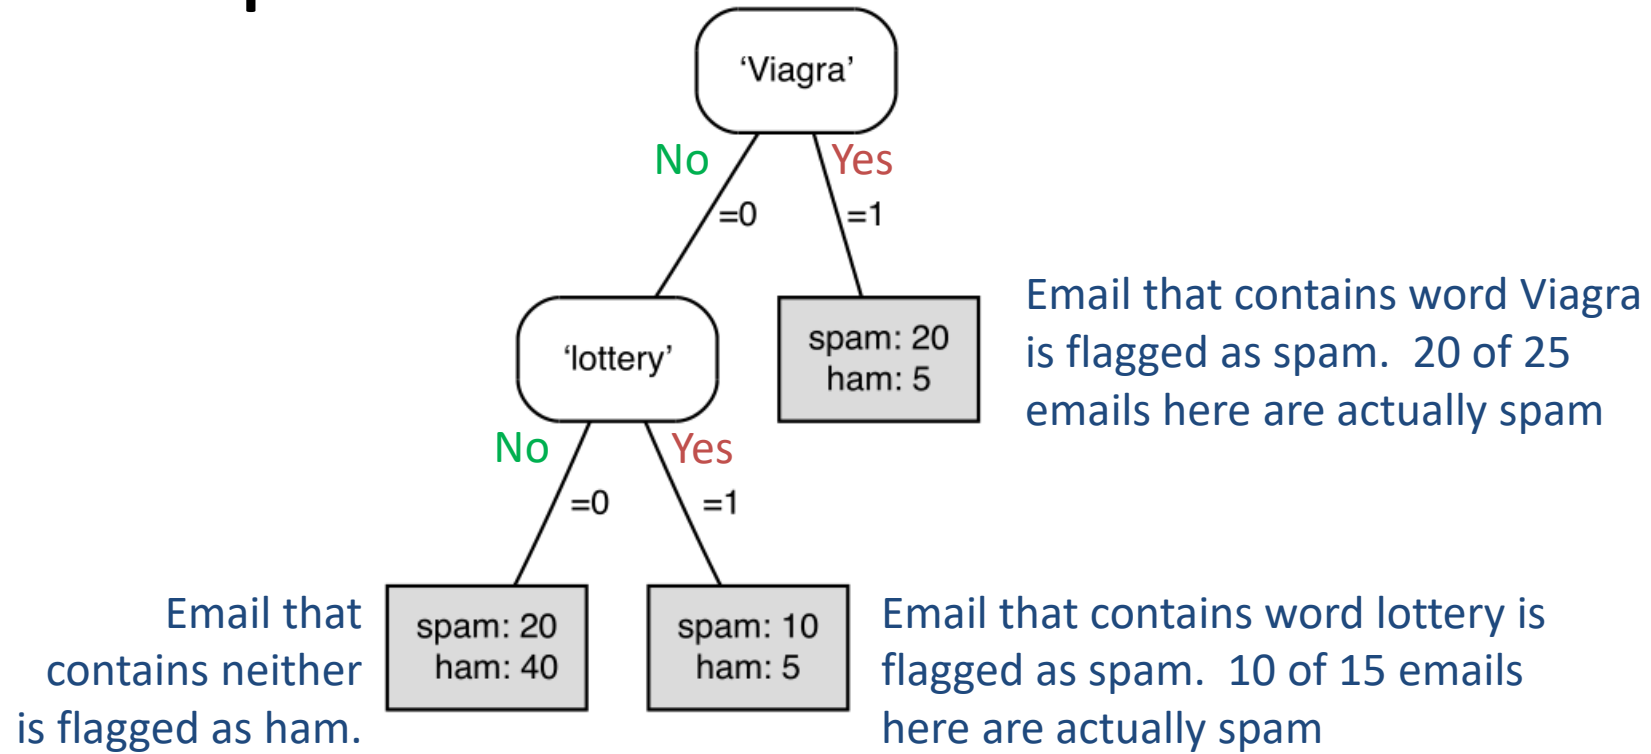 ‘Viagra’
No
Yes
=0
=1
‘lottery’
spam: 20
ham: 5
Email that contains word Viagra
is flagged as spam.  20 of 25
emails here are actually spam
No
Yes
=0
=1
Email that
contains neither
is flagged as ham.
spam: 20
ham: 40
spam: 10
ham: 5
Email that contains word lottery is
flagged as spam.  10 of 15 emails
here are actually spam